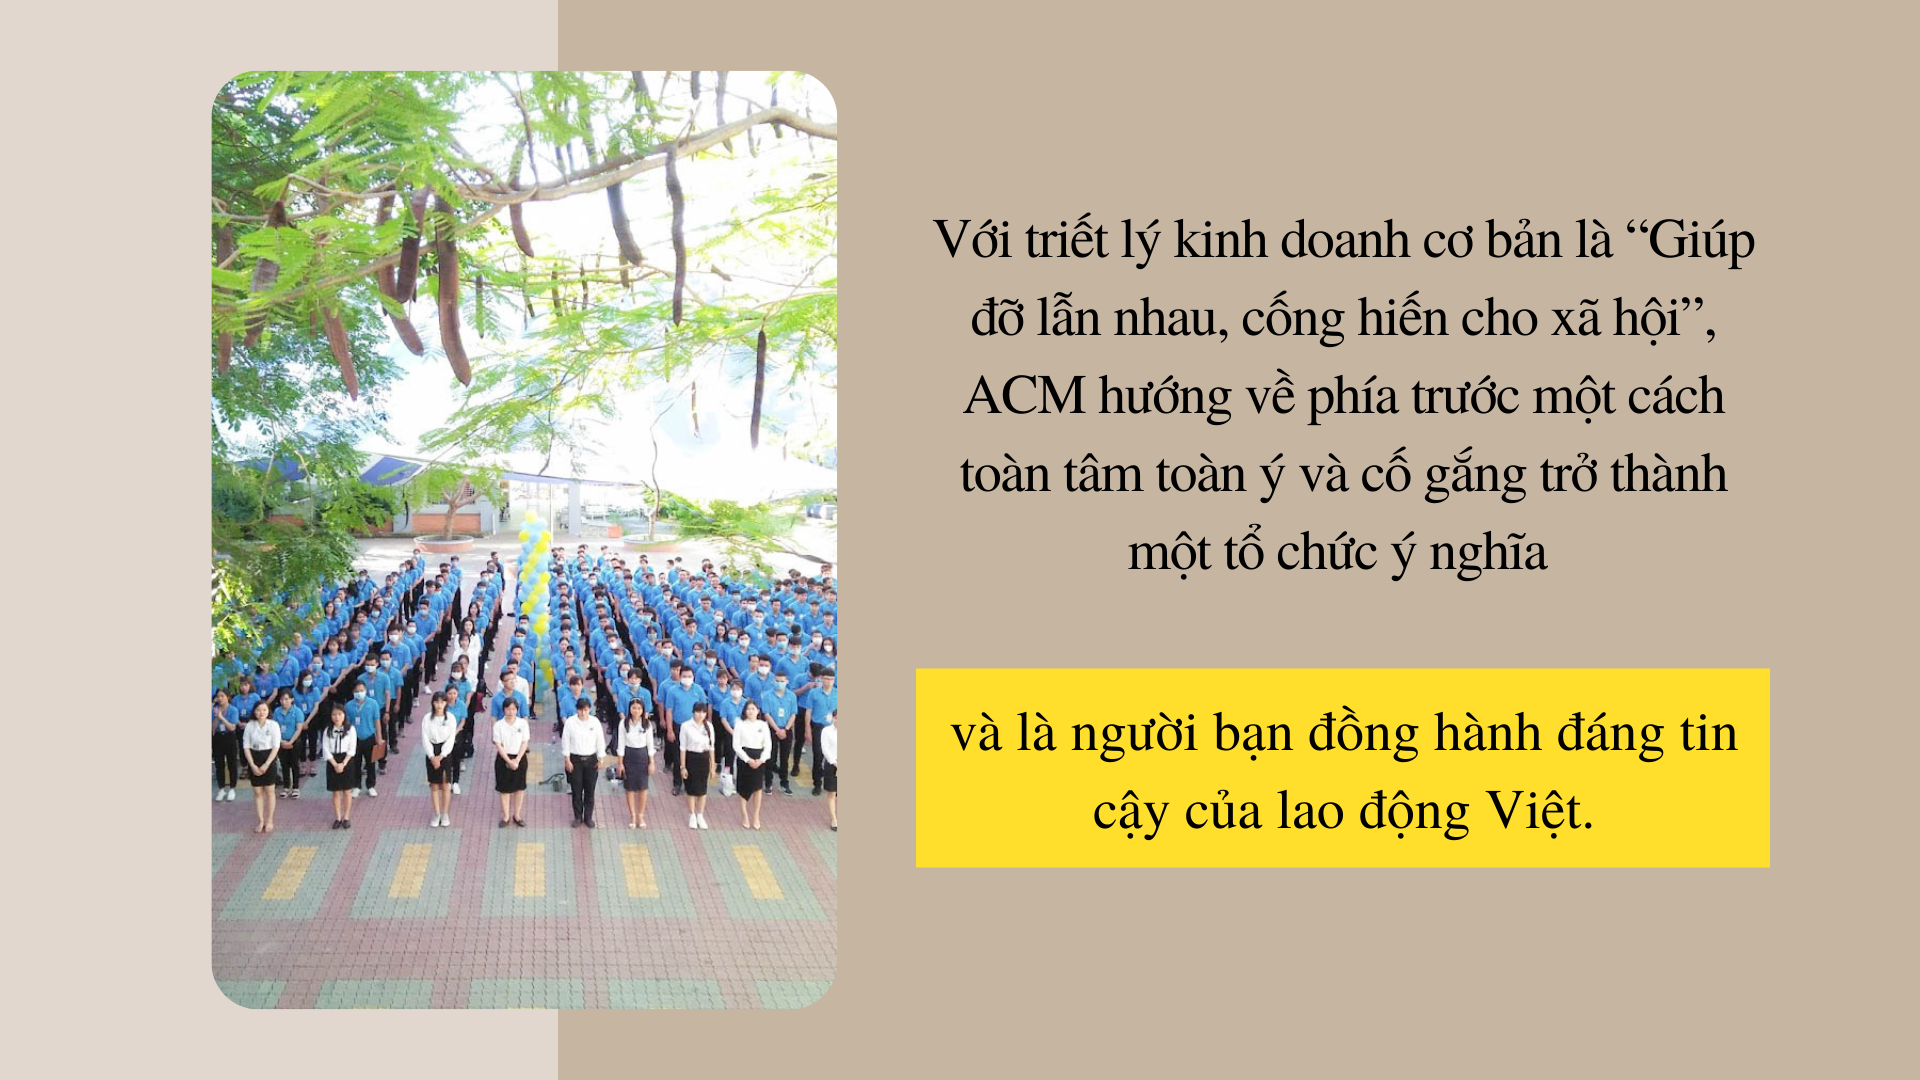 Với triết lý kinh doanh cơ bản là “Giúp
đỡ lẫn nhau, cống hiến cho xã hội”,
ACM hướng về phía trước một cách
toàn tâm toàn ý và cố gắng trở thành
một tổ chức ý nghĩa
và là người bạn đồng hành đáng tin
cậy của lao động Việt.